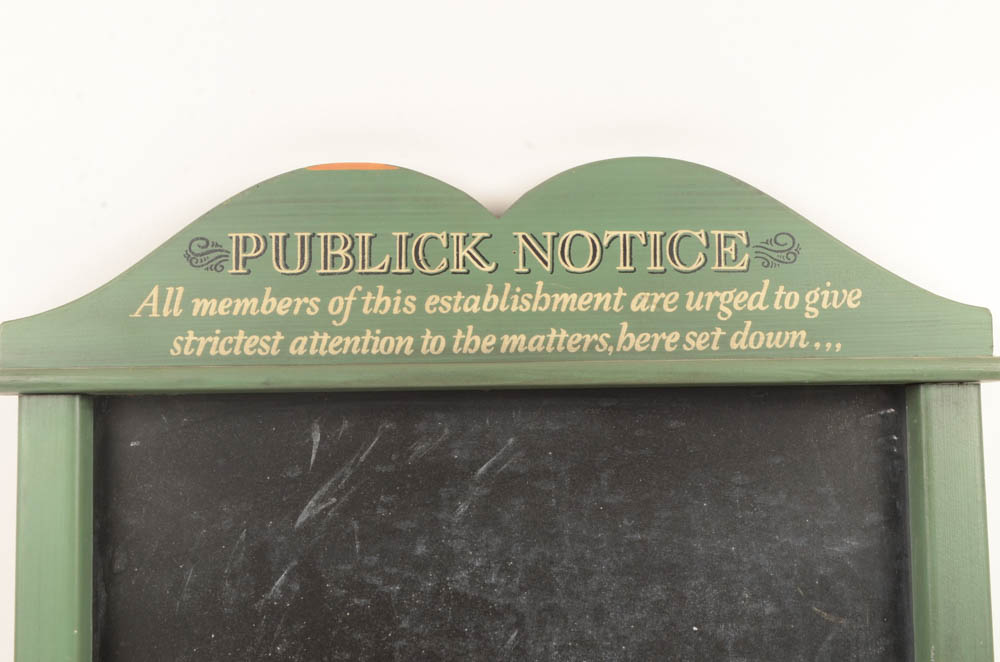 PUBLICK NOTICE
All members of this establishment are urged to give
strictest attention to the matters, here set down ,,,